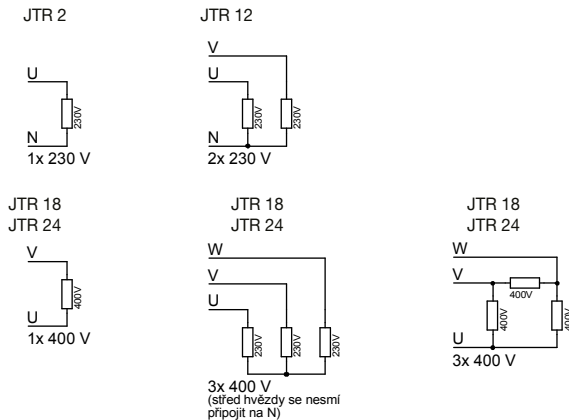 JTR 2
U
230V
N
1x 230 V
JTR 12
V
U
230V
230V
N
2x 230 V
JTR 18
JTR 24
V
400V
U
1x 400 V
JTR 18
JTR 24
W
V
U
230V
230V
230V
3x 400 V
(střed hvězdy se nesmí
připojit na N)
JTR 18
JTR 24
W
V
400V
400V
400V
U
3x 400 V